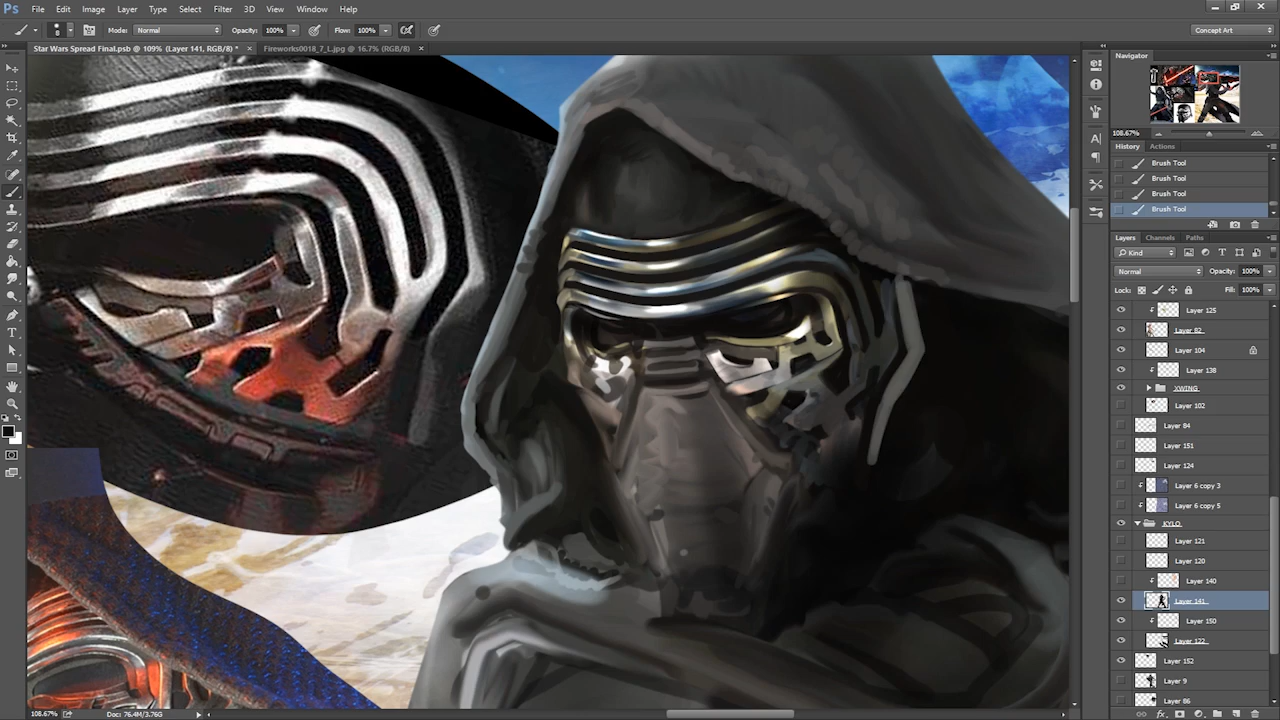 Ps File Edit Image Layer Type Select Filter 3D View Window Help
Mode: Normal Opacity: 100% Flow: 100% Concept Art
Star Wars Spread Final.psb @ 109% (Layer 141, RGB/8) * × Fireworks0018_7_L.jpg @ 16.7% (RGB/8) ×
Navigator
108.67%
History Actions
Brush Tool
Brush Tool
Brush Tool
Brush Tool
Layers Channels Paths
Kind
Normal Opacity: 100%
Lock: Fill: 100%
Layer 125
Layer 82
Layer 104
Layer 138
XWING
Layer 102
Layer 84
Layer 151
Layer 124
Layer 6 copy 3
Layer 6 copy 5
KYLO
Layer 121
Layer 120
Layer 140
Layer 141
Layer 150
Layer 122
Layer 152
Layer 9
Layer 86
108.67% Doc: 76.4M/3.76G